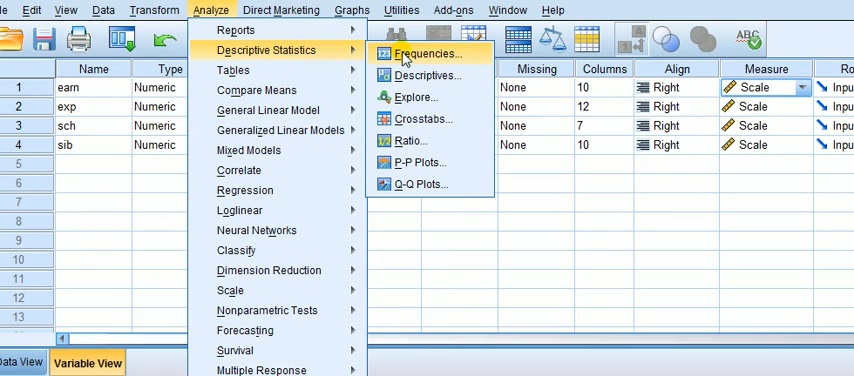 Edit View Data Transform Analyze Direct Marketing Graphs Utilities Add-ons Window Help
Name Type Missing Columns Align Measure
1 earn Numeric None 10 Right Scale
2 exp Numeric None 12 Right Scale
3 sch Numeric None 7 Right Scale
4 sib Numeric None 10 Right Scale
5
6
7
8
9
10
11
12
13
Reports
Descriptive Statistics
Tables
Compare Means
General Linear Model
Generalized Linear Models
Mixed Models
Correlate
Regression
Loglinear
Neural Networks
Classify
Dimension Reduction
Scale
Nonparametric Tests
Forecasting
Survival
Multiple Response
123 Frequencies...
Descriptives...
Explore...
Crosstabs...
1/2 Ratio...
P-P Plots...
Q-Q Plots...
Data View Variable View